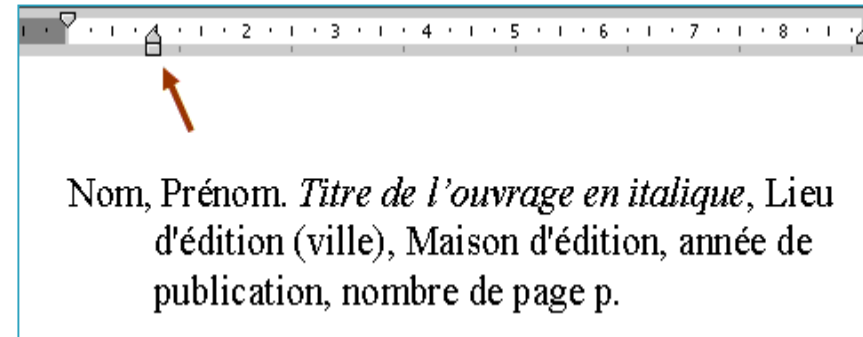 2 3 4 5 6 7 8
Nom, Prénom. Titre de l'ouvrage en italique, Lieu
d'édition (ville), Maison d'édition, année de
publication, nombre de page p.